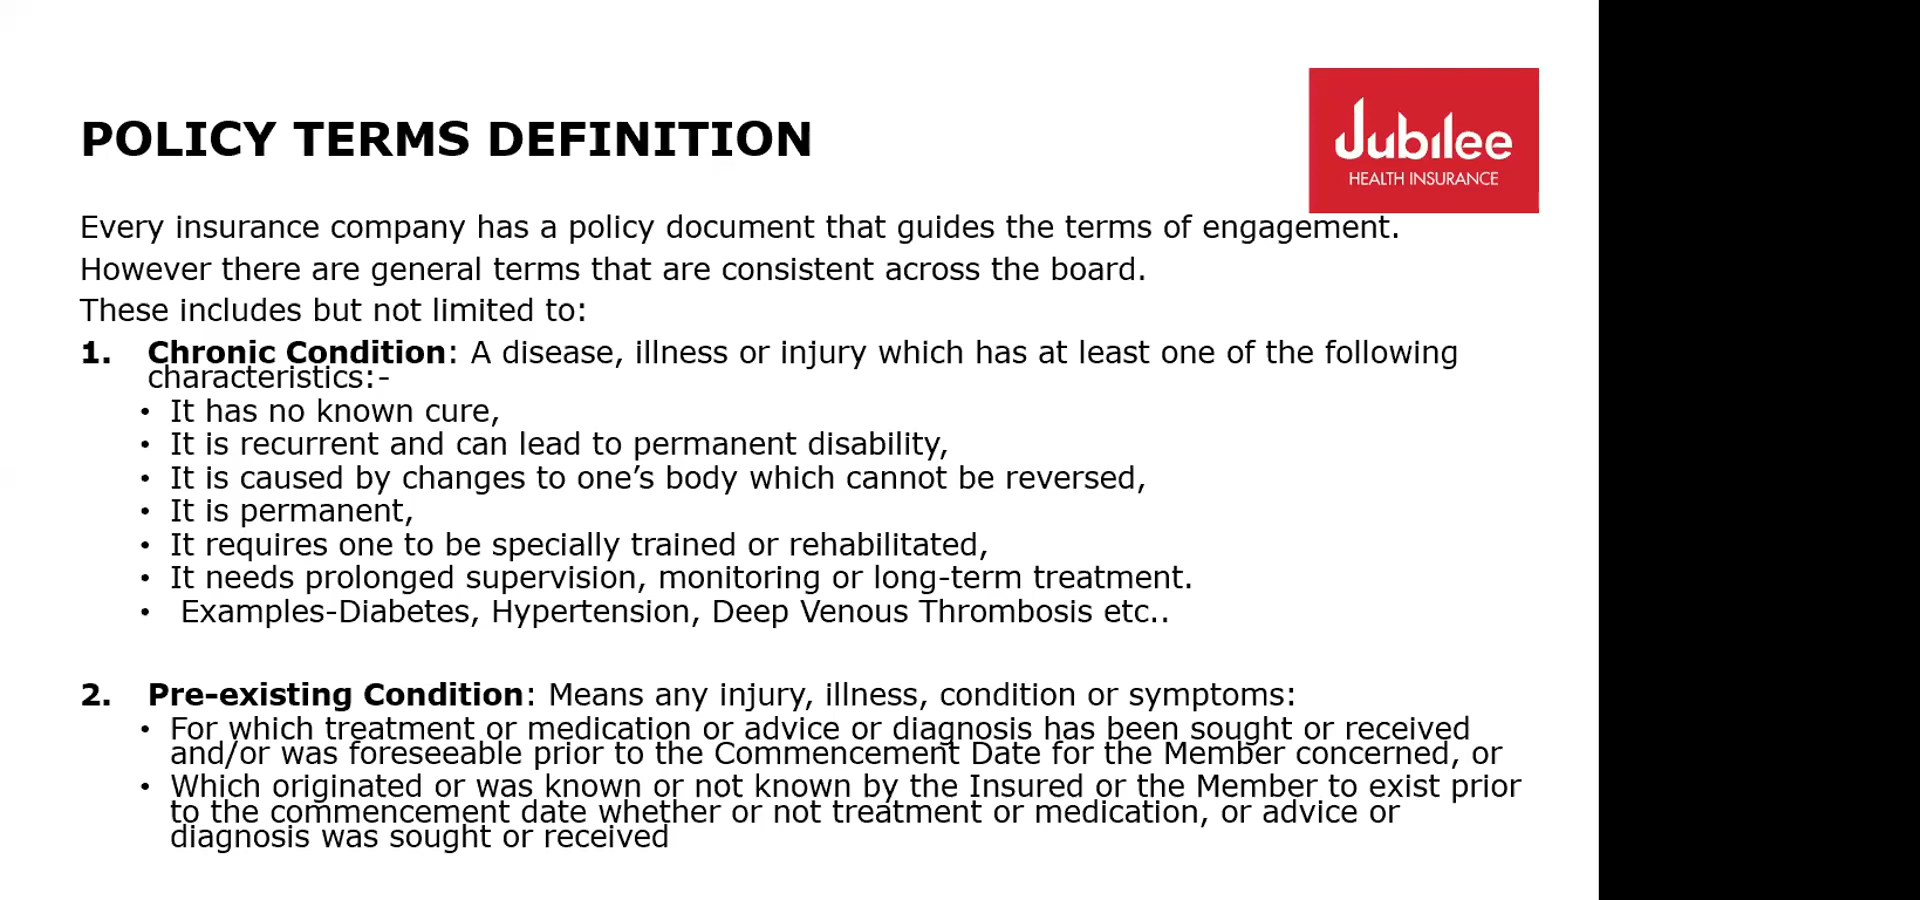 Jubilee
HEALTH INSURANCE
POLICY TERMS DEFINITION
Every insurance company has a policy document that guides the terms of engagement.
However there are general terms that are consistent across the board.
These includes but not limited to:
1. Chronic Condition: A disease, illness or injury which has at least one of the following
characteristics:-
• It has no known cure,
• It is recurrent and can lead to permanent disability,
• It is caused by changes to one’s body which cannot be reversed,
• It is permanent,
• It requires one to be specially trained or rehabilitated,
• It needs prolonged supervision, monitoring or long-term treatment.
• Examples-Diabetes, Hypertension, Deep Venous Thrombosis etc..
2. Pre-existing Condition: Means any injury, illness, condition or symptoms:
• For which treatment or medication or advice or diagnosis has been sought or received
and/or was foreseeable prior to the Commencement Date for the Member concerned, or
• Which originated or was known or not known by the Insured or the Member to exist prior
to the commencement date whether or not treatment or medication, or advice or
diagnosis was sought or received